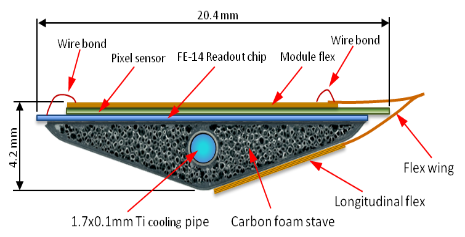 20.4 mm
Wire bond
Wire bond
Pixel sensor
FE-14 Readout chip
Module flex
4.2 mm
Flex wing
Longitudinal flex
1.7x0.1mm Ti cooling pipe
Carbon foam stave